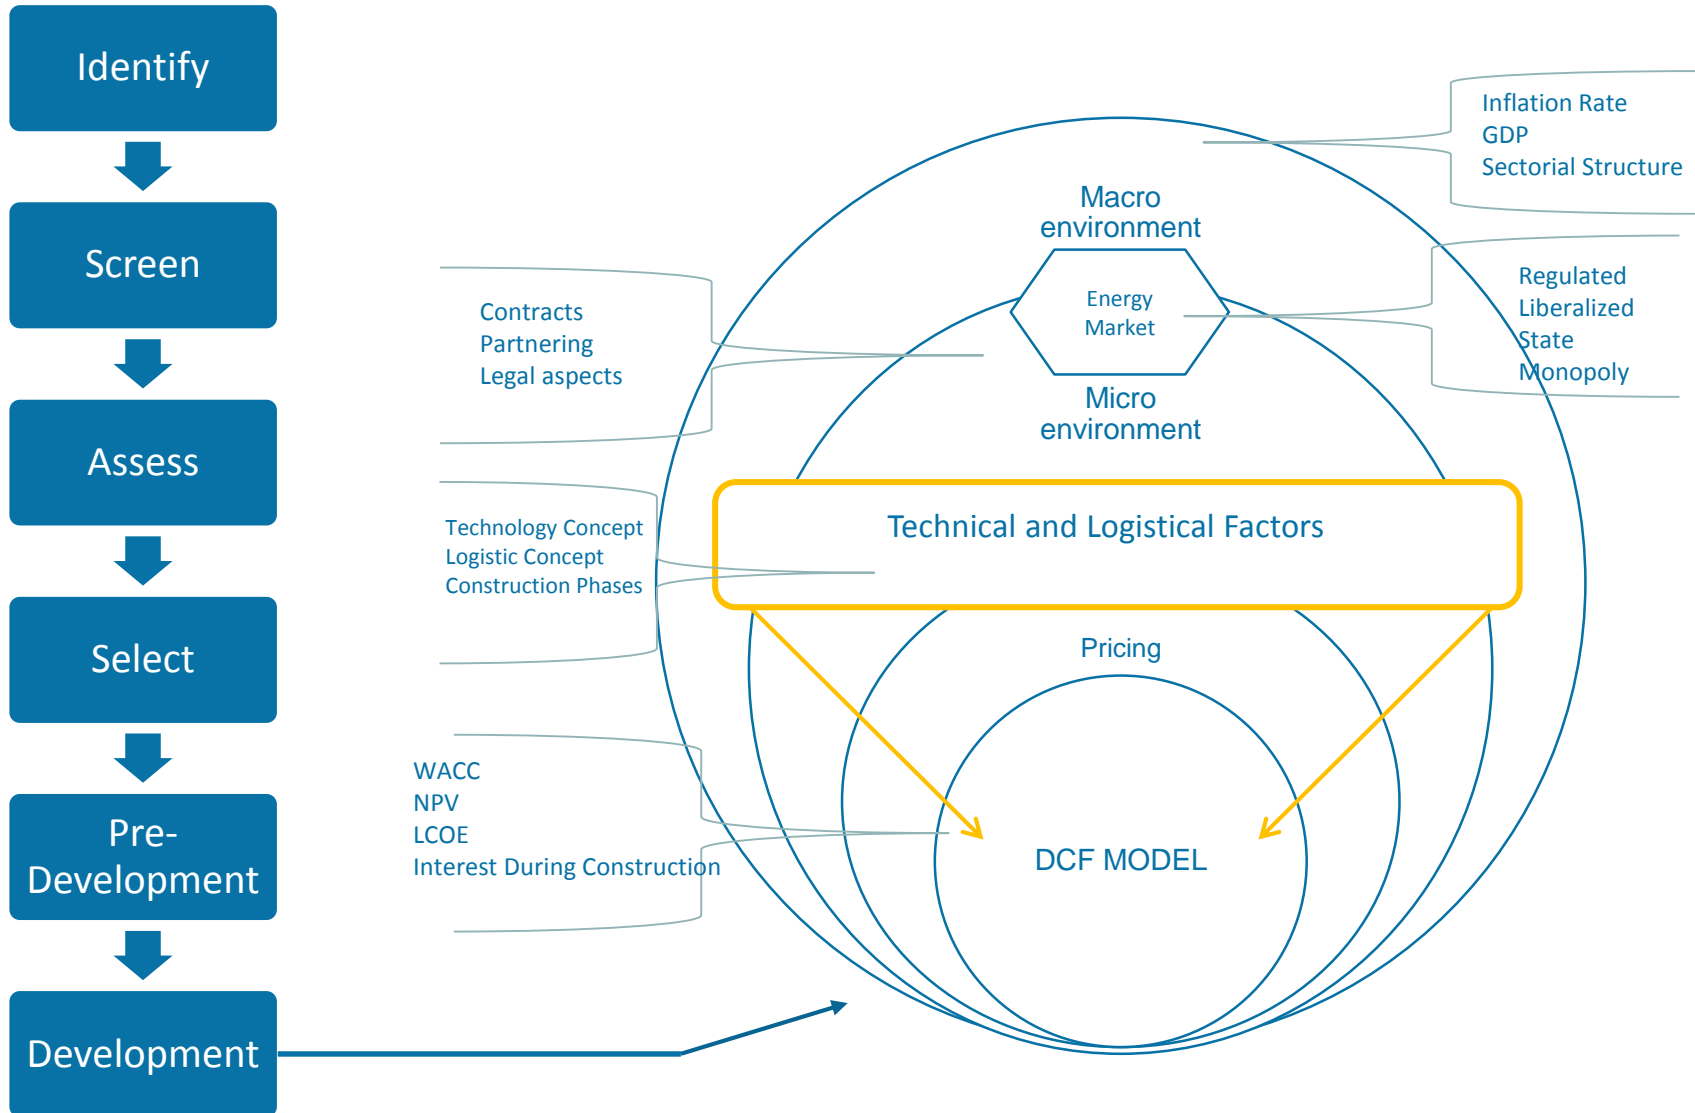 Identify
Screen
Assess
Select
Pre-
Development
Development
Inflation Rate
GDP
Sectorial Structure
Macro
environment
Energy
Market
Regulated
Liberalized
State
Monopoly
Contracts
Partnering
Legal aspects
Micro
environment
Technical and Logistical Factors
Technology Concept
Logistic Concept
Construction Phases
Pricing
WACC
NPV
LCOE
Interest During Construction
DCF MODEL